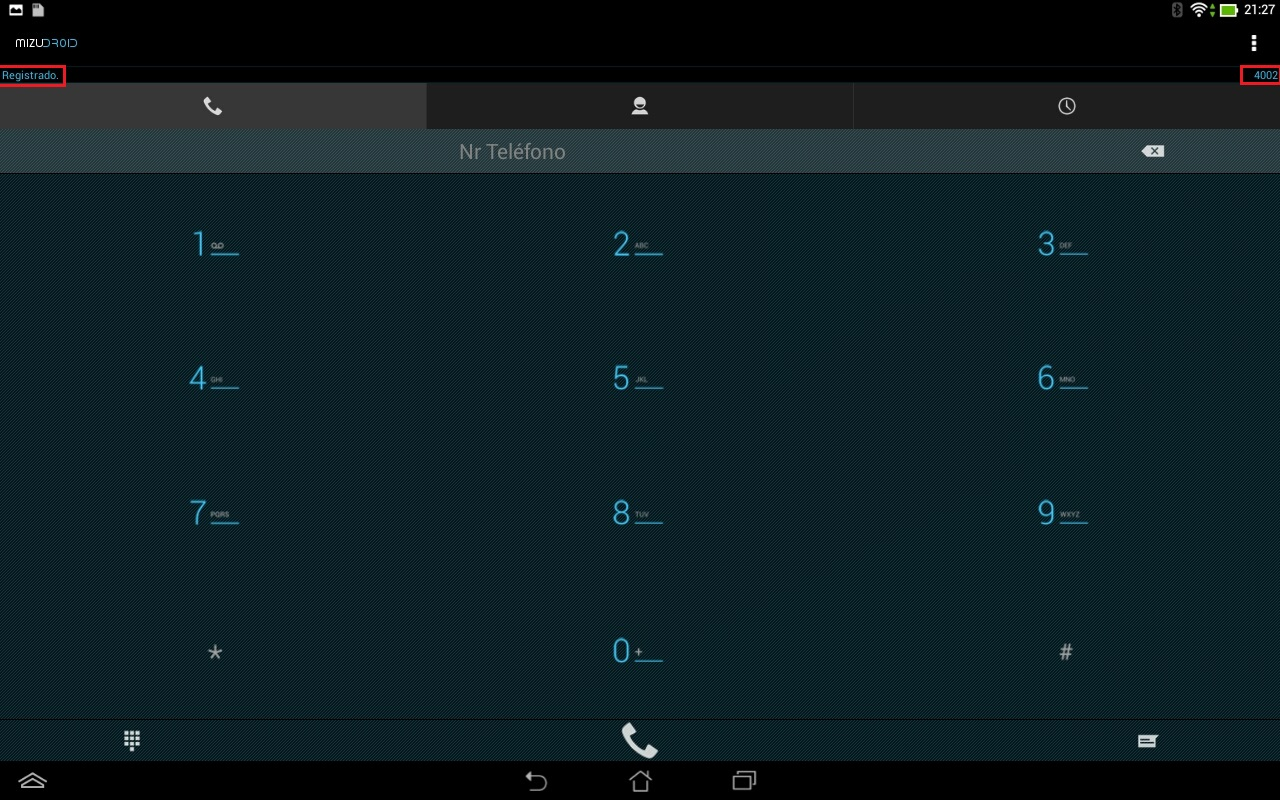 21:27
MIZUDROID
Registrado. 4002
Nr Teléfono
1 2 ABC 3 DEF
4 GHI 5 JKL 6 MNO
7 PQRS 8 TUV 9 WXYZ
* 0 + #